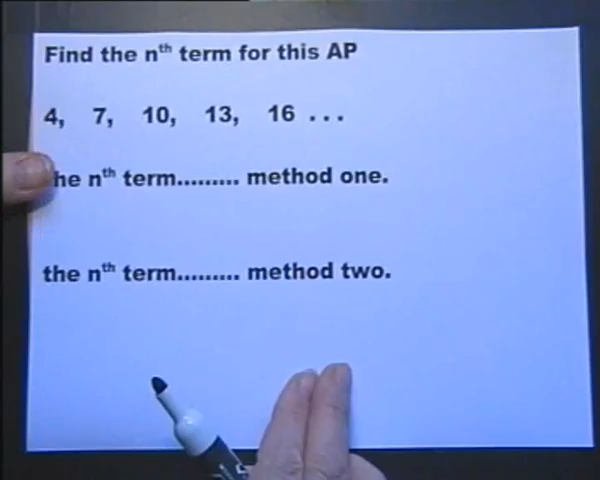 Find the nth term for this AP
4, 7, 10, 13, 16 ...
he nth term......... method one.
the nth term......... method two.